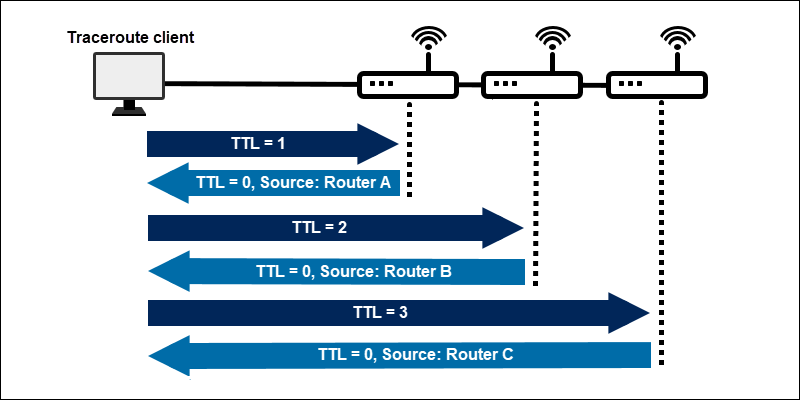 Traceroute client
TTL = 1
TTL = 0, Source: Router A
TTL = 2
TTL = 0, Source: Router B
TTL = 3
TTL = 0, Source: Router C